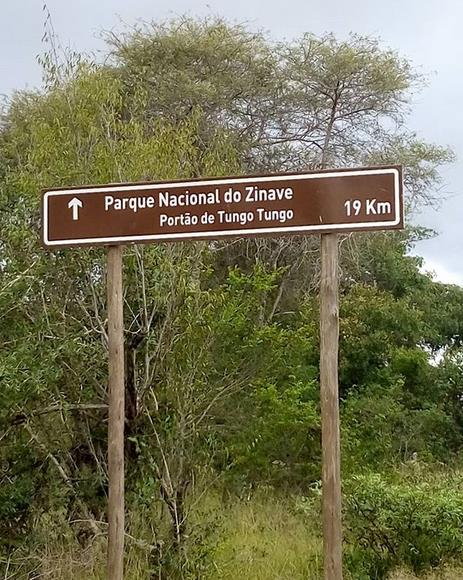 Parque Nacional do Zinave
Portão de Tungo Tungo
19 Km